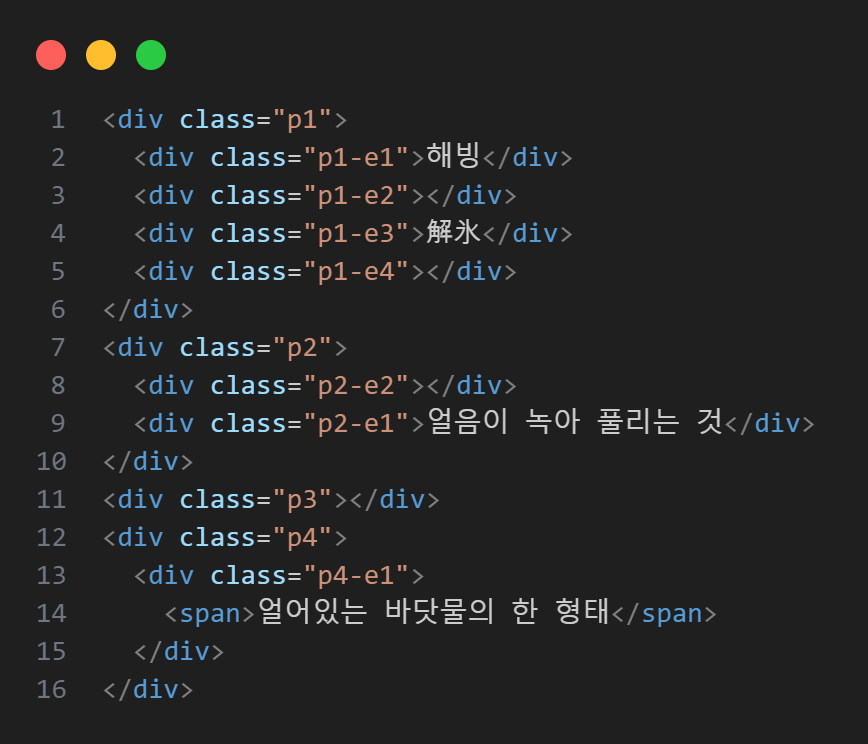 1 <div class="p1">
2   <div class="p1-e1">해빙</div>
3   <div class="p1-e2"></div>
4   <div class="p1-e3">解氷</div>
5   <div class="p1-e4"></div>
6 </div>
7 <div class="p2">
8   <div class="p2-e2"></div>
9   <div class="p2-e1">얼음이 녹아 풀리는 것</div>
10 </div>
11 <div class="p3"></div>
12 <div class="p4">
13   <div class="p4-e1">
14     <span>얼어있는 바닷물의 한 형태</span>
15   </div>
16 </div>